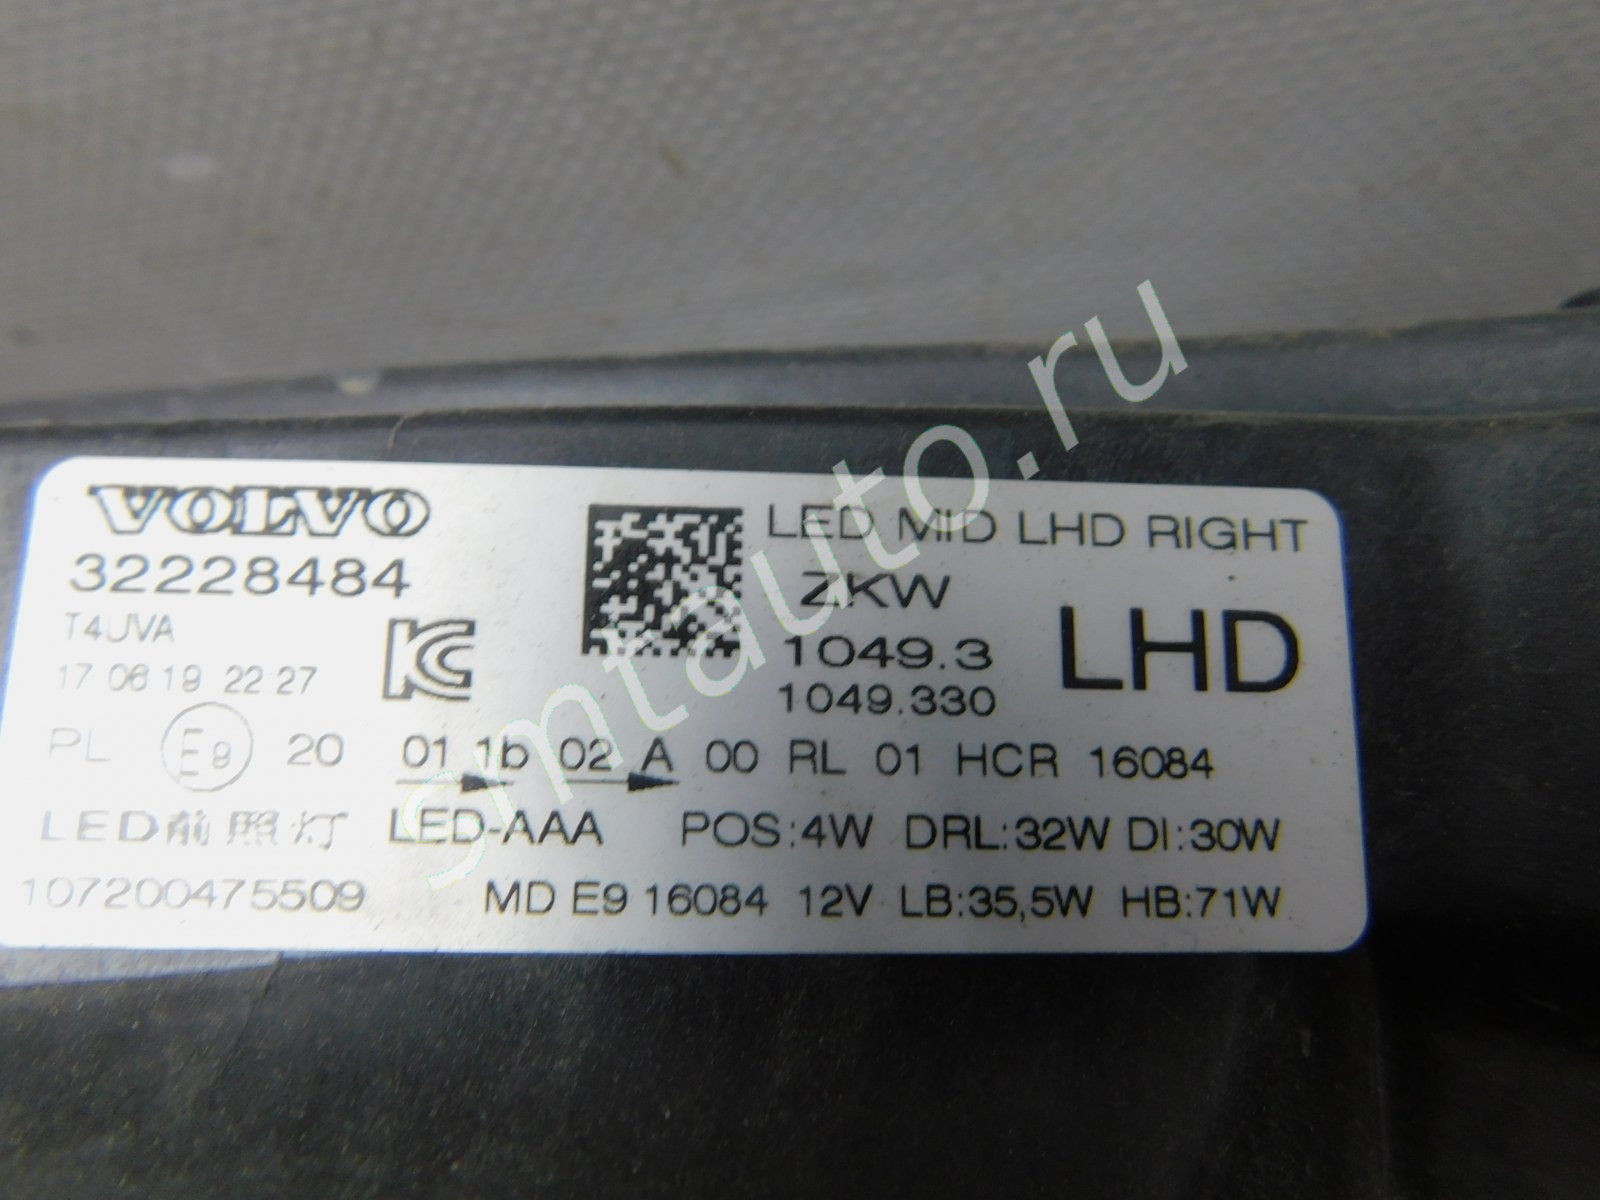 VOLVO
32228484
T4JVA
17 06 19 22 27
KC
LED MID LHD RIGHT
ZKW
1049.3
1049.330
LHD
PL E9 20 01 1b 02 A 00 RL 01 HCR 16084
LED前照灯 LED-AAA POS:4W DRL:32W DI:30W
107200475509 MD E9 16084 12V LB:35,5W HB:71W
smtauto.ru